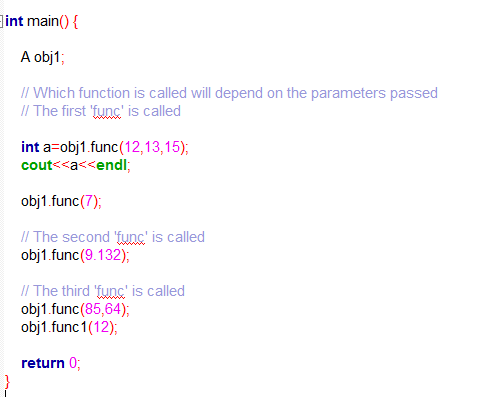 int main() {
A obj1;
// Which function is called will depend on the parameters passed
// The first 'func' is called
int a=obj1.func(12,13,15);
cout<<a<<endl;
obj1.func(7);
// The second 'func' is called
obj1.func(9.132);
// The third 'func' is called
obj1.func(85,64);
obj1.func1(12);
return 0;
}